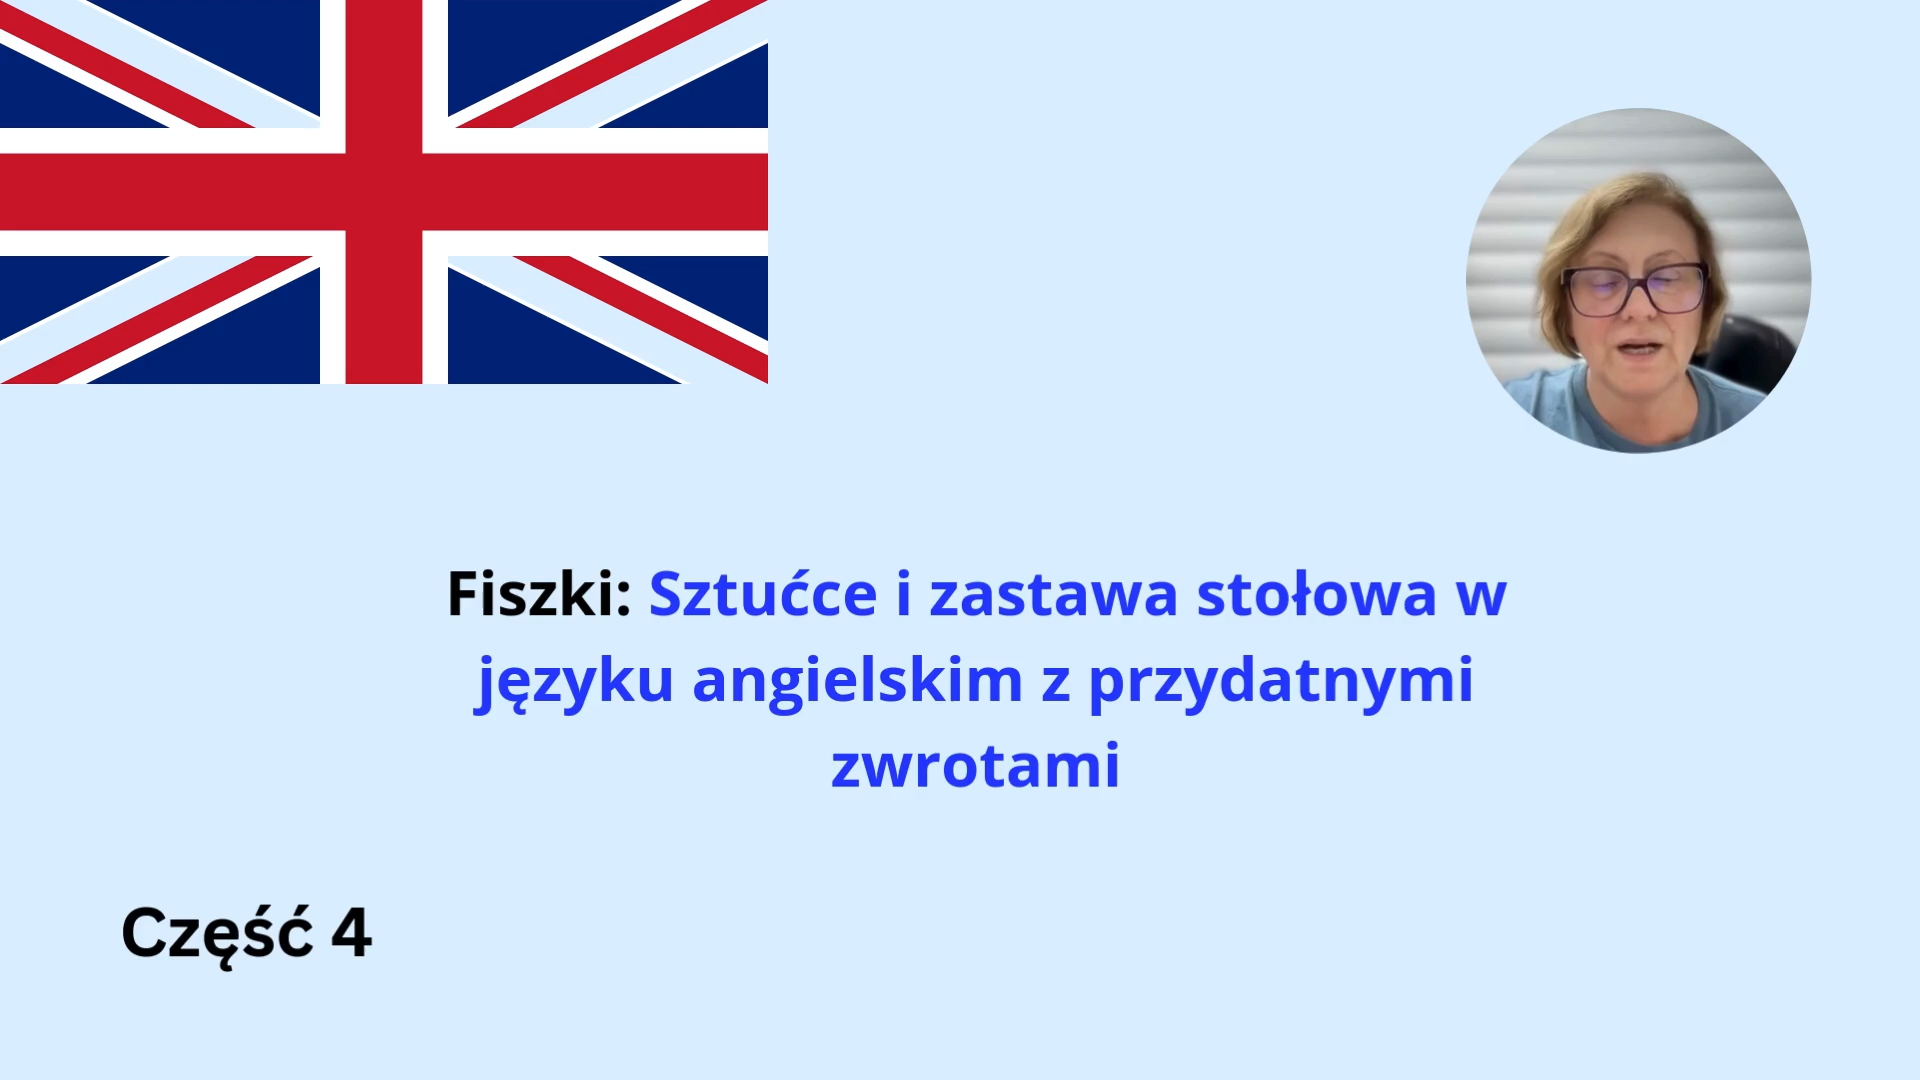 Fiszki: Sztućce i zastawa stołowa w
języku angielskim z przydatnymi
zwrotami
Część 4